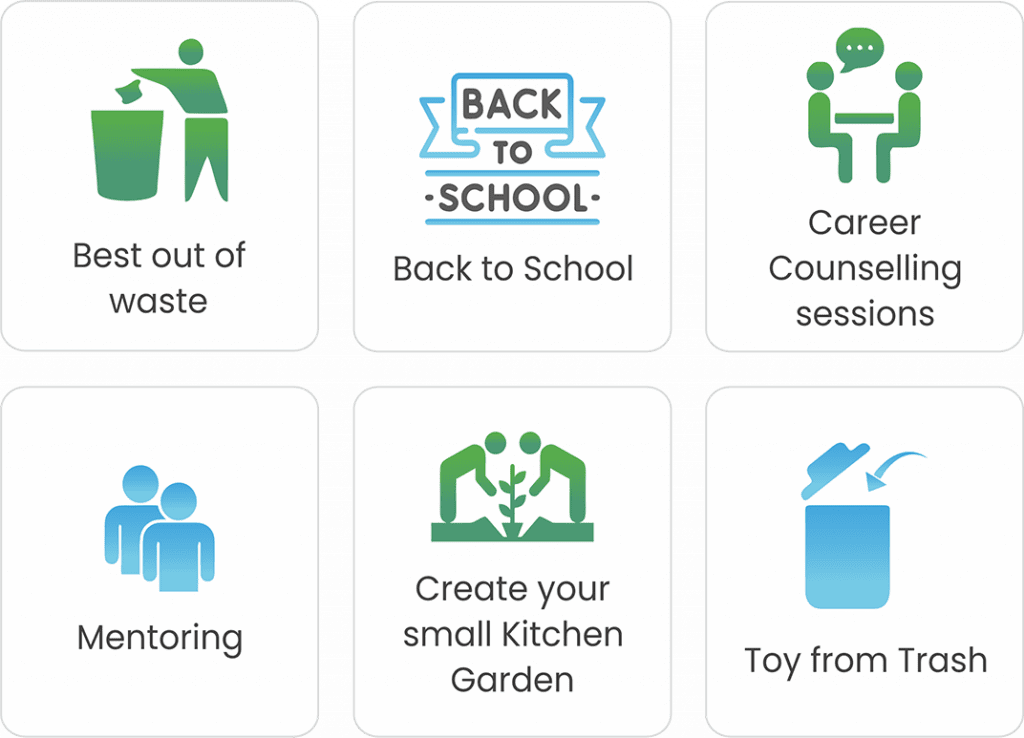 Best out of
waste
BACK
TO
·SCHOOL·
Back to School
Career
Counselling
sessions
Mentoring
Create your
small Kitchen
Garden
Toy from Trash